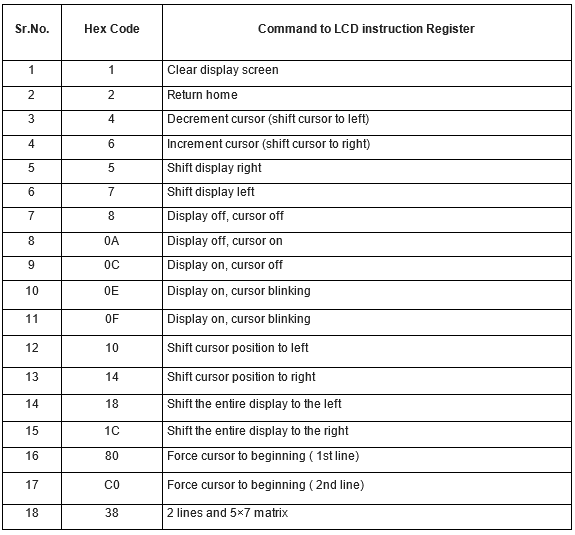 Sr.No. Hex Code Command to LCD instruction Register
1 1 Clear display screen
2 2 Return home
3 4 Decrement cursor (shift cursor to left)
4 6 Increment cursor (shift cursor to right)
5 5 Shift display right
6 7 Shift display left
7 8 Display off, cursor off
8 0A Display off, cursor on
9 0C Display on, cursor off
10 0E Display on, cursor blinking
11 0F Display on, cursor blinking
12 10 Shift cursor position to left
13 14 Shift cursor position to right
14 18 Shift the entire display to the left
15 1C Shift the entire display to the right
16 80 Force cursor to beginning ( 1st line)
17 C0 Force cursor to beginning ( 2nd line)
18 38 2 lines and 5×7 matrix